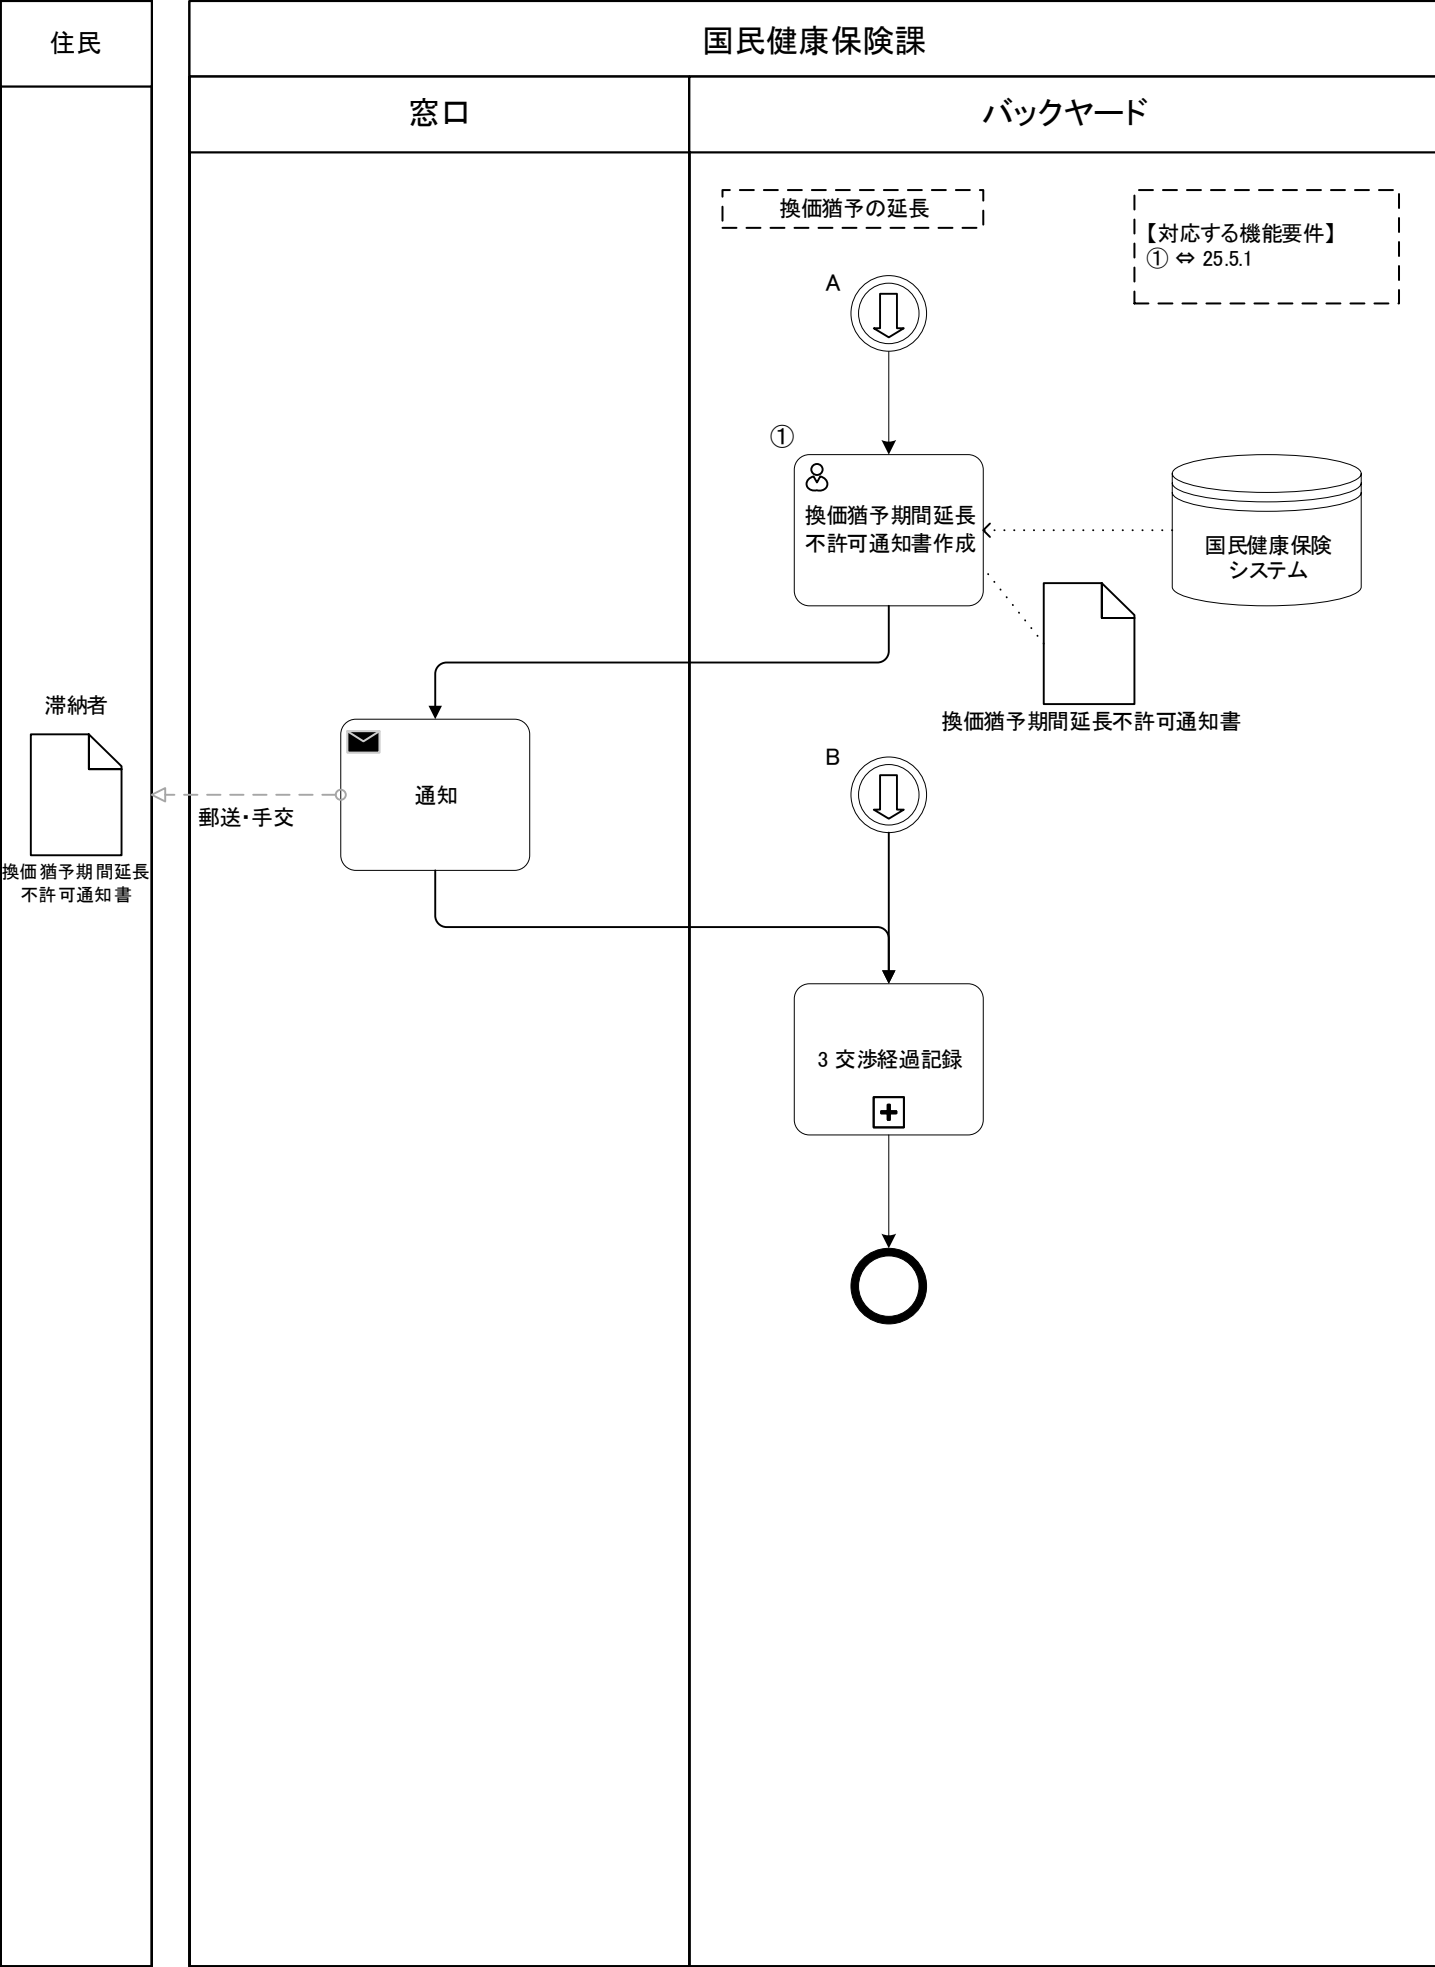 住民
国民健康保険課
窓口
バックヤード
換価猶予の延長
【対応する機能要件】
① ⇔ 25.5.1
A
①
換価猶予期間延長
不許可通知書作成
国民健康保険
システム
換価猶予期間延長不許可通知書
滞納者
換価猶予期間延長
不許可通知書
郵送・手交
通知
B
3 交渉経過記録